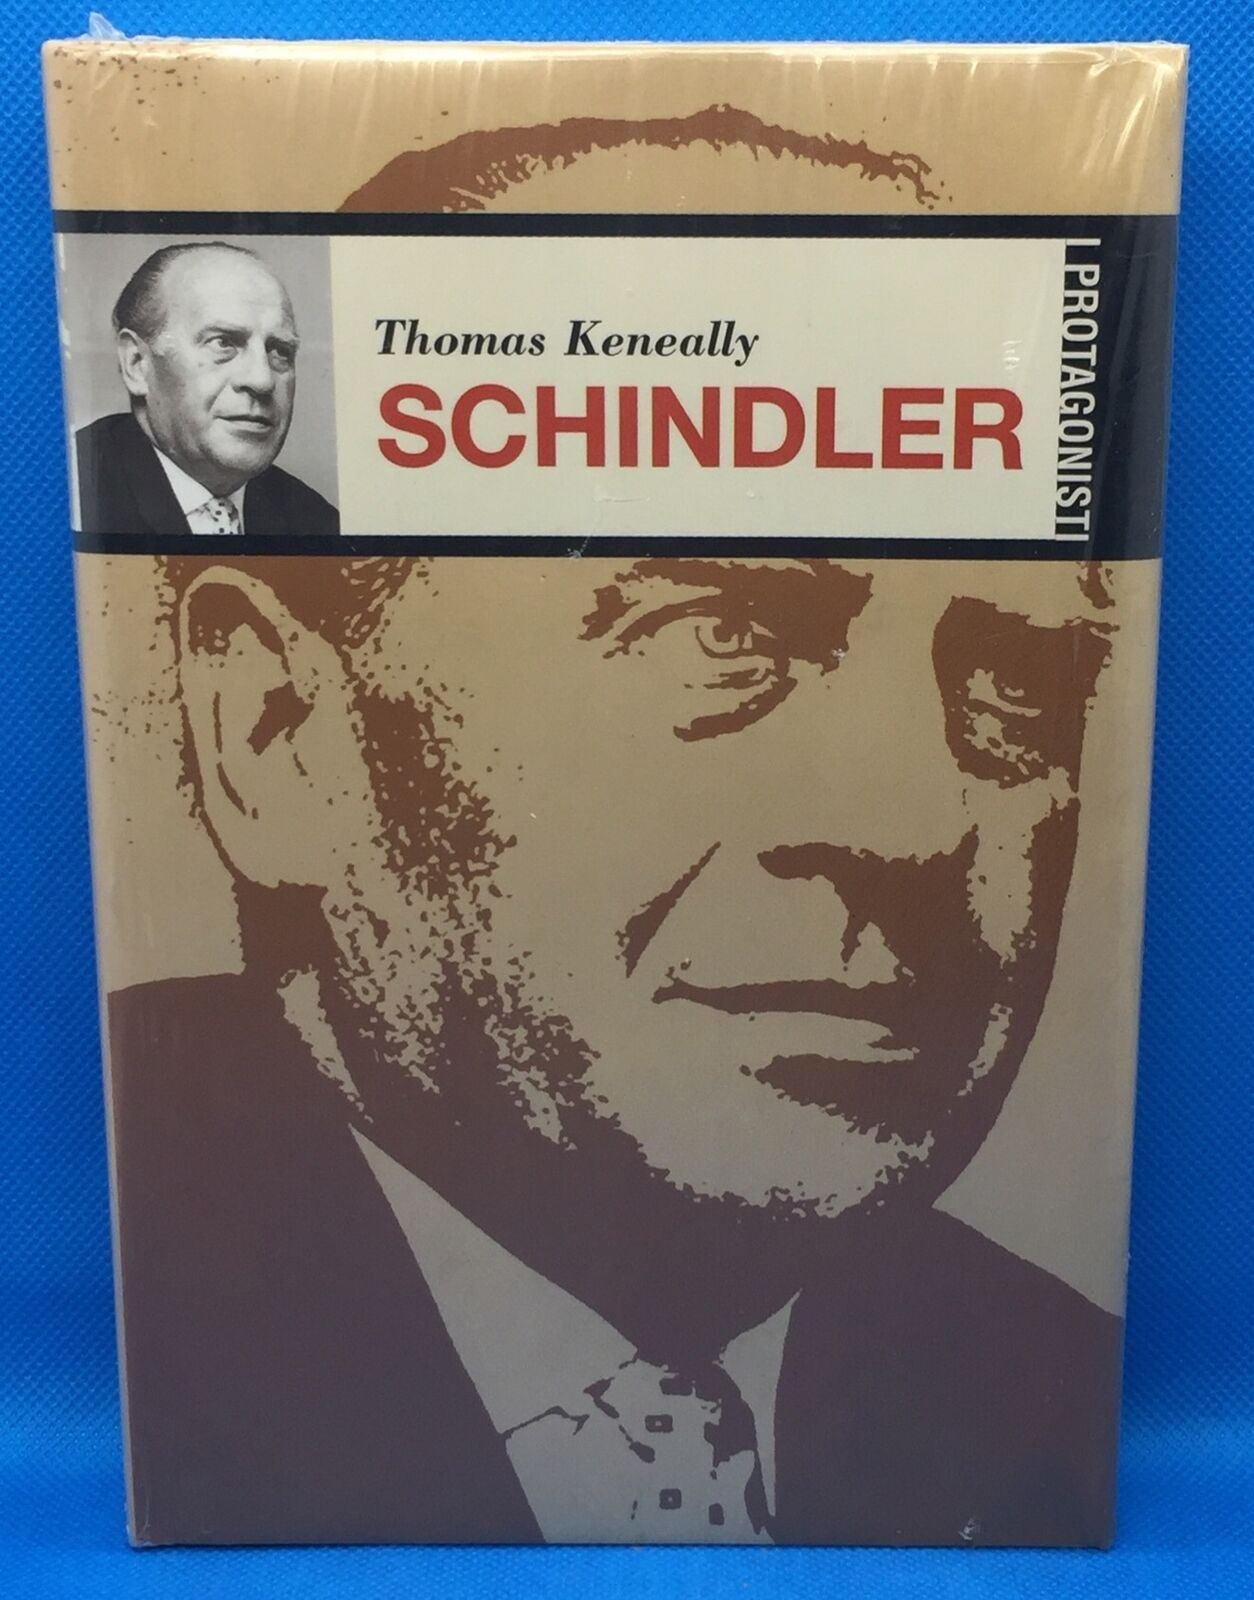 Thomas Keneally
SCHINDLER
I PROTAGONISTI